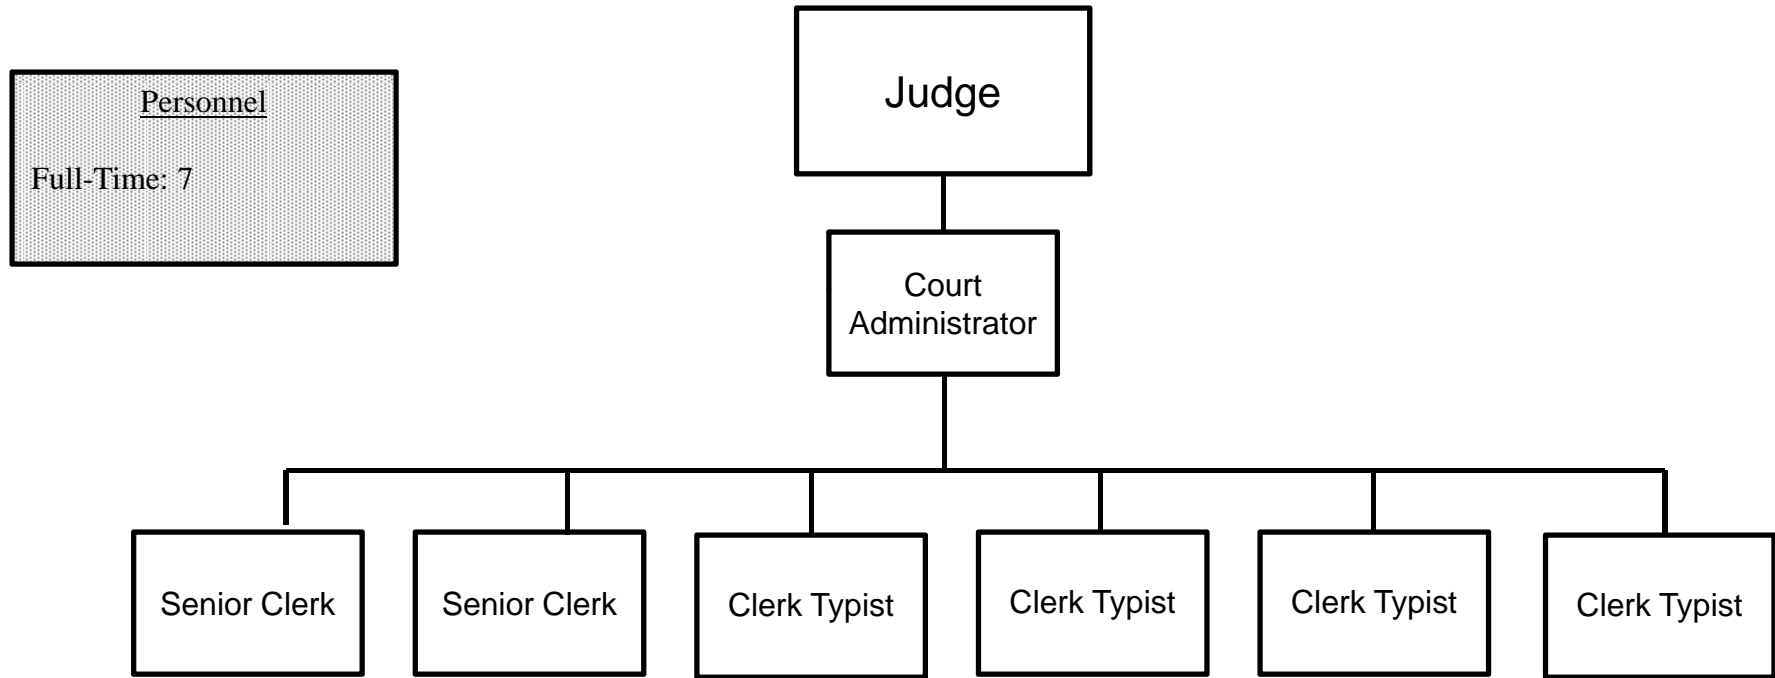 Personnel
Full-Time: 7
Judge
Court
Administrator
Senior Clerk
Senior Clerk
Clerk Typist
Clerk Typist
Clerk Typist
Clerk Typist